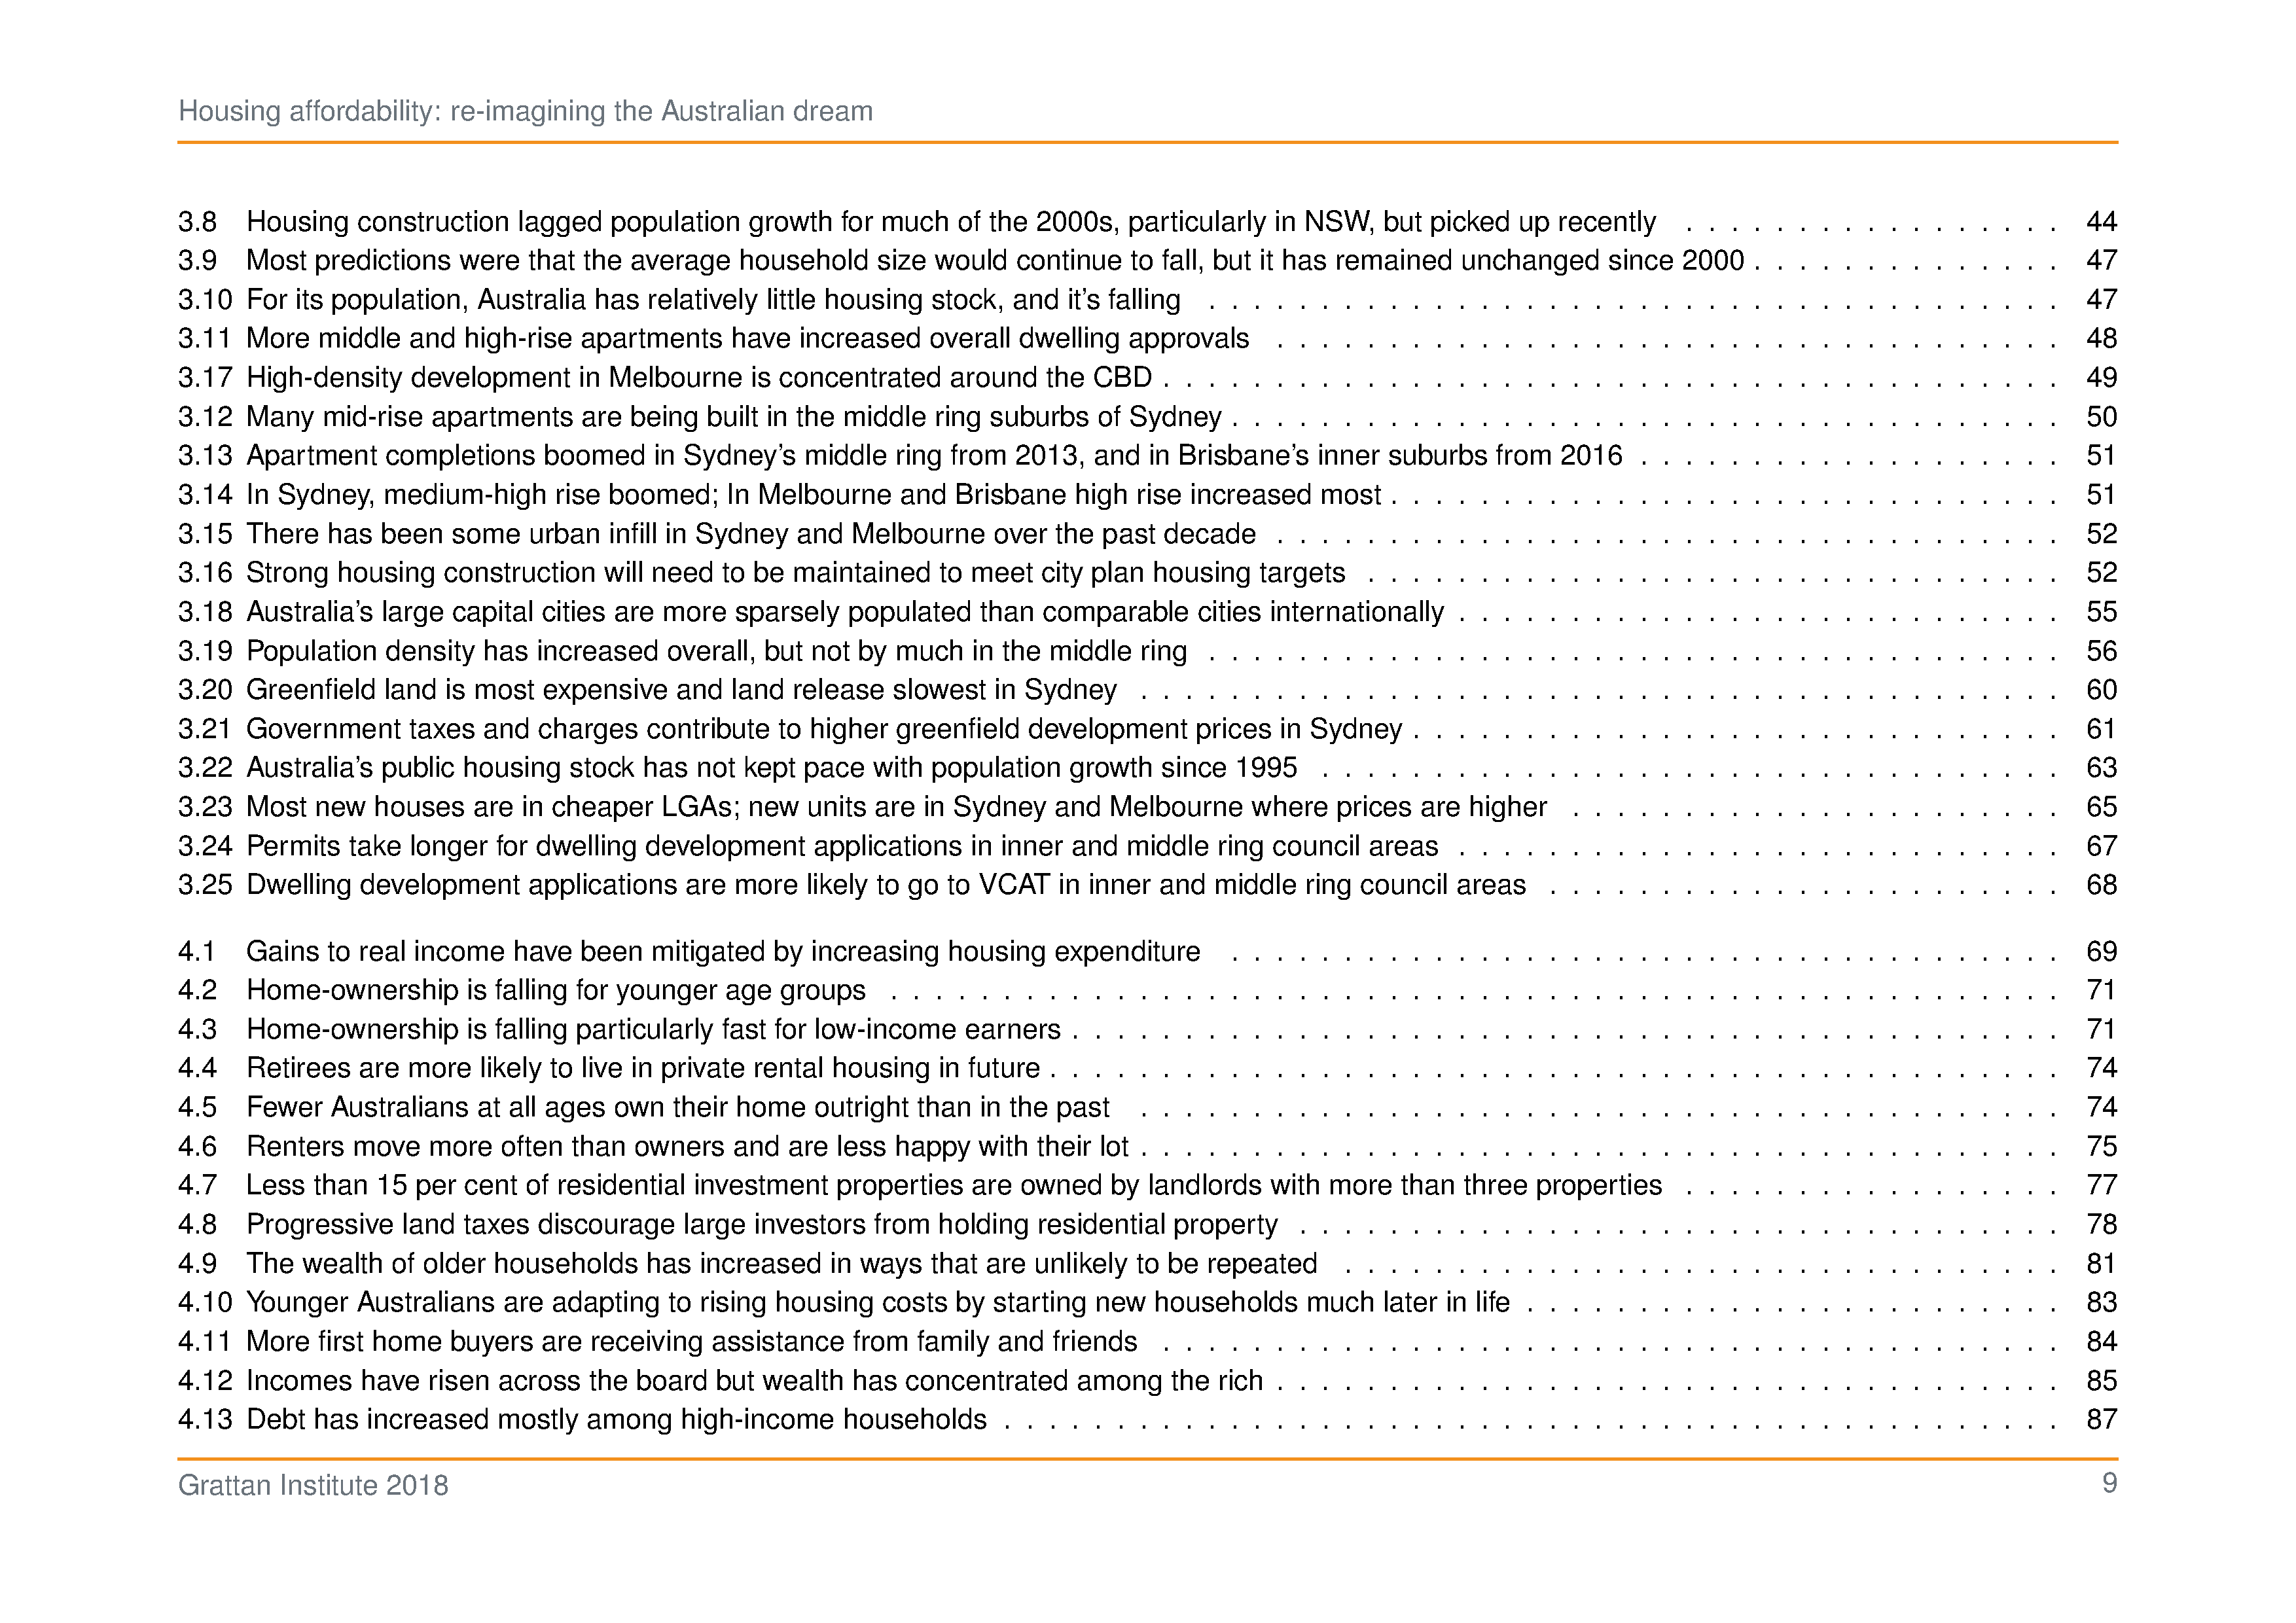 Housing affordability: re-imagining the Australian dream
3.8 Housing construction lagged population growth for much of the 2000s, particularly in NSW, but picked up recently . . . . . . . . . . . . . . . . . 44
3.9 Most predictions were that the average household size would continue to fall, but it has remained unchanged since 2000 . . . . . . . . . . . . . . 47
3.10 For its population, Australia has relatively little housing stock, and it's falling . . . . . . . . . . . . . . . . . . . . . . . . . . . . . . . . . . . . . . 47
3.11 More middle and high-rise apartments have increased overall dwelling approvals . . . . . . . . . . . . . . . . . . . . . . . . . . . . . . . . . . . 48
3.17 High-density development in Melbourne is concentrated around the CBD . . . . . . . . . . . . . . . . . . . . . . . . . . . . . . . . . . . . . . . . 49
3.12 Many mid-rise apartments are being built in the middle ring suburbs of Sydney . . . . . . . . . . . . . . . . . . . . . . . . . . . . . . . . . . . . . 50
3.13 Apartment completions boomed in Sydney's middle ring from 2013, and in Brisbane's inner suburbs from 2016 . . . . . . . . . . . . . . . . . . . 51
3.14 In Sydney, medium-high rise boomed; In Melbourne and Brisbane high rise increased most . . . . . . . . . . . . . . . . . . . . . . . . . . . . . . 51
3.15 There has been some urban infill in Sydney and Melbourne over the past decade . . . . . . . . . . . . . . . . . . . . . . . . . . . . . . . . . . . 52
3.16 Strong housing construction will need to be maintained to meet city plan housing targets . . . . . . . . . . . . . . . . . . . . . . . . . . . . . . . 52
3.18 Australia's large capital cities are more sparsely populated than comparable cities internationally . . . . . . . . . . . . . . . . . . . . . . . . . . . 55
3.19 Population density has increased overall, but not by much in the middle ring . . . . . . . . . . . . . . . . . . . . . . . . . . . . . . . . . . . . . . 56
3.20 Greenfield land is most expensive and land release slowest in Sydney . . . . . . . . . . . . . . . . . . . . . . . . . . . . . . . . . . . . . . . . . 60
3.21 Government taxes and charges contribute to higher greenfield development prices in Sydney . . . . . . . . . . . . . . . . . . . . . . . . . . . . . 61
3.22 Australia's public housing stock has not kept pace with population growth since 1995 . . . . . . . . . . . . . . . . . . . . . . . . . . . . . . . . . 63
3.23 Most new houses are in cheaper LGAs; new units are in Sydney and Melbourne where prices are higher . . . . . . . . . . . . . . . . . . . . . . 65
3.24 Permits take longer for dwelling development applications in inner and middle ring council areas . . . . . . . . . . . . . . . . . . . . . . . . . . . 67
3.25 Dwelling development applications are more likely to go to VCAT in inner and middle ring council areas . . . . . . . . . . . . . . . . . . . . . . . 68
4.1 Gains to real income have been mitigated by increasing housing expenditure . . . . . . . . . . . . . . . . . . . . . . . . . . . . . . . . . . . . . 69
4.2 Home-ownership is falling for younger age groups . . . . . . . . . . . . . . . . . . . . . . . . . . . . . . . . . . . . . . . . . . . . . . . . . . . . 71
4.3 Home-ownership is falling particularly fast for low-income earners . . . . . . . . . . . . . . . . . . . . . . . . . . . . . . . . . . . . . . . . . . . . 71
4.4 Retirees are more likely to live in private rental housing in future . . . . . . . . . . . . . . . . . . . . . . . . . . . . . . . . . . . . . . . . . . . . . 74
4.5 Fewer Australians at all ages own their home outright than in the past . . . . . . . . . . . . . . . . . . . . . . . . . . . . . . . . . . . . . . . . . 74
4.6 Renters move more often than owners and are less happy with their lot . . . . . . . . . . . . . . . . . . . . . . . . . . . . . . . . . . . . . . . . . 75
4.7 Less than 15 per cent of residential investment properties are owned by landlords with more than three properties . . . . . . . . . . . . . . . . . 77
4.8 Progressive land taxes discourage large investors from holding residential property . . . . . . . . . . . . . . . . . . . . . . . . . . . . . . . . . . 78
4.9 The wealth of older households has increased in ways that are unlikely to be repeated . . . . . . . . . . . . . . . . . . . . . . . . . . . . . . . . 81
4.10 Younger Australians are adapting to rising housing costs by starting new households much later in life . . . . . . . . . . . . . . . . . . . . . . . . 83
4.11 More first home buyers are receiving assistance from family and friends . . . . . . . . . . . . . . . . . . . . . . . . . . . . . . . . . . . . . . . . 84
4.12 Incomes have risen across the board but wealth has concentrated among the rich . . . . . . . . . . . . . . . . . . . . . . . . . . . . . . . . . . . 85
4.13 Debt has increased mostly among high-income households . . . . . . . . . . . . . . . . . . . . . . . . . . . . . . . . . . . . . . . . . . . . . . . 87
Grattan Institute 2018 9